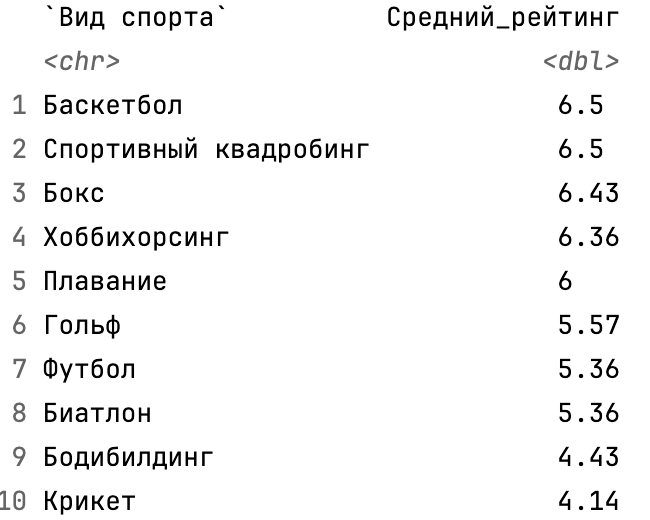 `Вид спорта` Средний_рейтинг
<chr> <dbl>
1 Баскетбол 6.5
2 Спортивный квадробинг 6.5
3 Бокс 6.43
4 Хоббихорсинг 6.36
5 Плавание 6
6 Гольф 5.57
7 Футбол 5.36
8 Биатлон 5.36
9 Бодибилдинг 4.43
10 Крикет 4.14